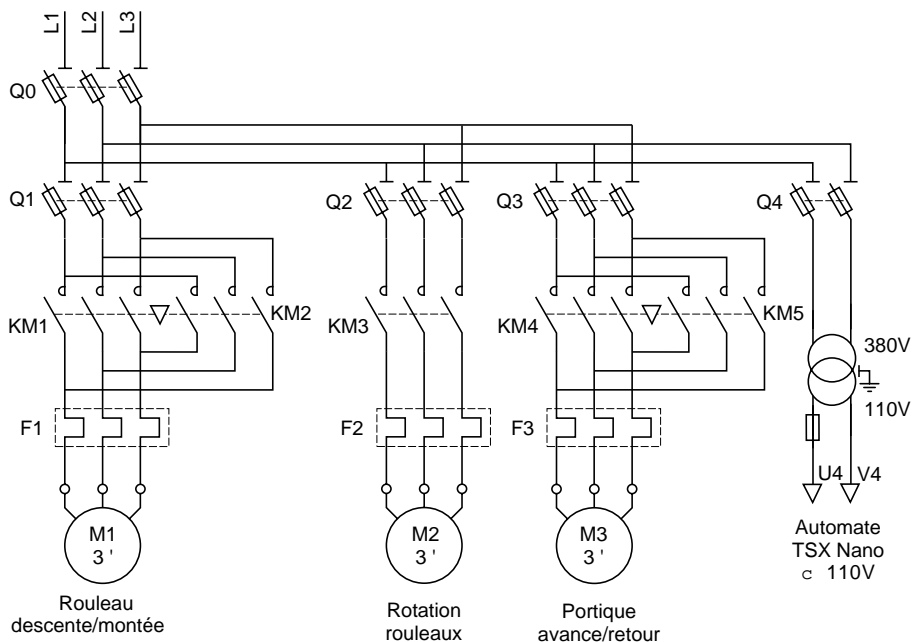 L1 L2 L3
Q0
Q1 Q2 Q3 Q4
KM1 KM2 KM3 KM4 KM5
380V
110V
F1 F2 F3
U4 V4
M1
3 '
M2
3 '
M3
3 '
Automate
TSX Nano
c 110V
Rouleau
descente/montée
Rotation
rouleaux
Portique
avance/retour